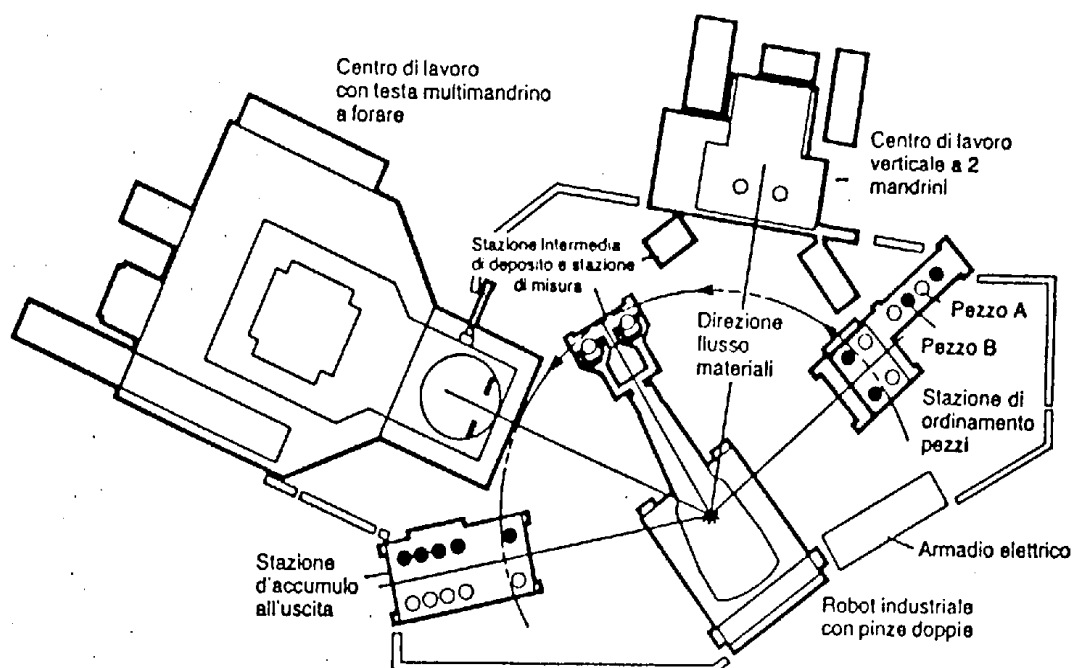 Centro di lavoro
con testa multimandrino
a forare
Centro di lavoro
verticale a 2
mandrini
Stazione Intermedia
di deposito e stazione
di misura
Direzione
flusso
materiali
Pezzo A
Pezzo B
Stazione di
ordinamento
pezzi
Armadio elettrico
Stazione
d'accumulo
all'uscita
Robot industriale
con pinze doppie